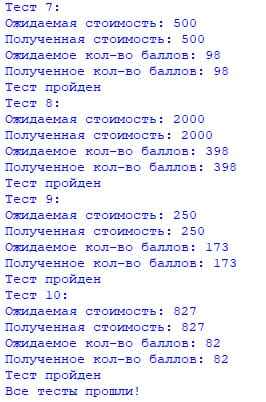 Тест 7:
Ожидаемая стоимость: 500
Полученная стоимость: 500
Ожидаемое кол-во баллов: 98
Полученное кол-во баллов: 98
Тест пройден
Тест 8:
Ожидаемая стоимость: 2000
Полученная стоимость: 2000
Ожидаемое кол-во баллов: 398
Полученное кол-во баллов: 398
Тест пройден
Тест 9:
Ожидаемая стоимость: 250
Полученная стоимость: 250
Ожидаемое кол-во баллов: 173
Полученное кол-во баллов: 173
Тест пройден
Тест 10:
Ожидаемая стоимость: 827
Полученная стоимость: 827
Ожидаемое кол-во баллов: 82
Полученное кол-во баллов: 82
Тест пройден
Все тесты прошли!